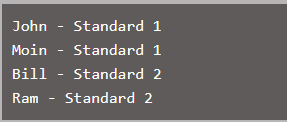 John - Standard 1
Moin - Standard 1
Bill - Standard 2
Ram - Standard 2